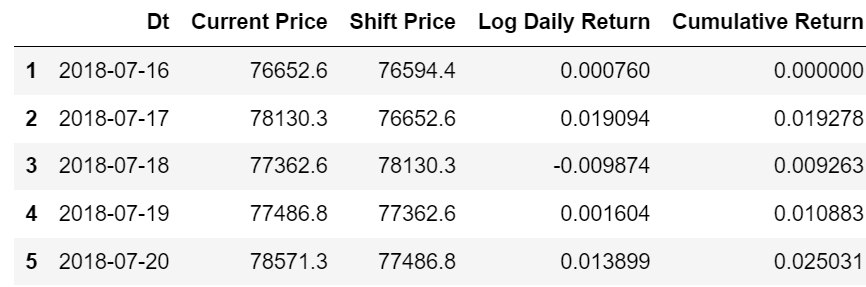 Dt Current Price Shift Price Log Daily Return Cumulative Return
1 2018-07-16 76652.6 76594.4 0.000760 0.000000
2 2018-07-17 78130.3 76652.6 0.019094 0.019278
3 2018-07-18 77362.6 78130.3 -0.009874 0.009263
4 2018-07-19 77486.8 77362.6 0.001604 0.010883
5 2018-07-20 78571.3 77486.8 0.013899 0.025031